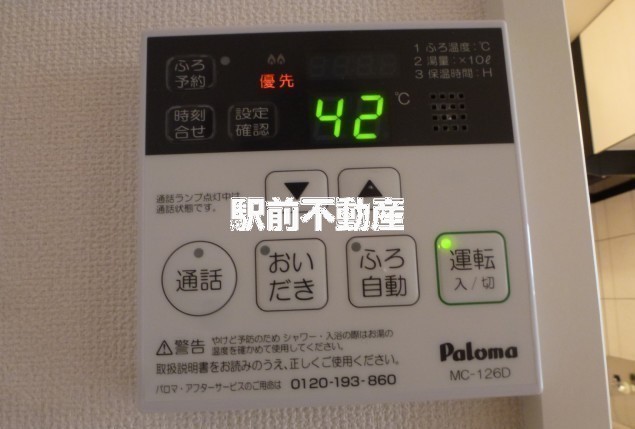 ふろ
予約
優先
1 ふろ温度:℃
2 湯量:×10ℓ
3 保温時間:H
時刻
合せ
設定
確認
42
℃
通話ランプ点灯中は
通話状態です。
▼
▲
駅前不動産
通話
おい
だき
ふろ
自動
運転
入/切
⚠警告
やけど予防のため シャワー・入浴の際はお湯の
温度を確かめて使用してください。
取扱説明書をお読みのうえ、正しくご使用ください。
パロマ・アフターサービスのご用命は 0120-193-860
Paloma
MC-126D